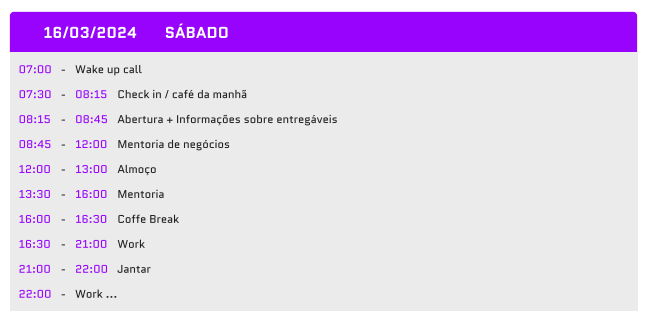 16/03/2024 SÁBADO
07:00 - Wake up call
07:30 - 08:15 Check in / café da manhã
08:15 - 08:45 Abertura + Informações sobre entregáveis
08:45 - 12:00 Mentoria de negócios
12:00 - 13:00 Almoço
13:30 - 16:00 Mentoria
16:00 - 16:30 Coffe Break
16:30 - 21:00 Work
21:00 - 22:00 Jantar
22:00 - Work ...